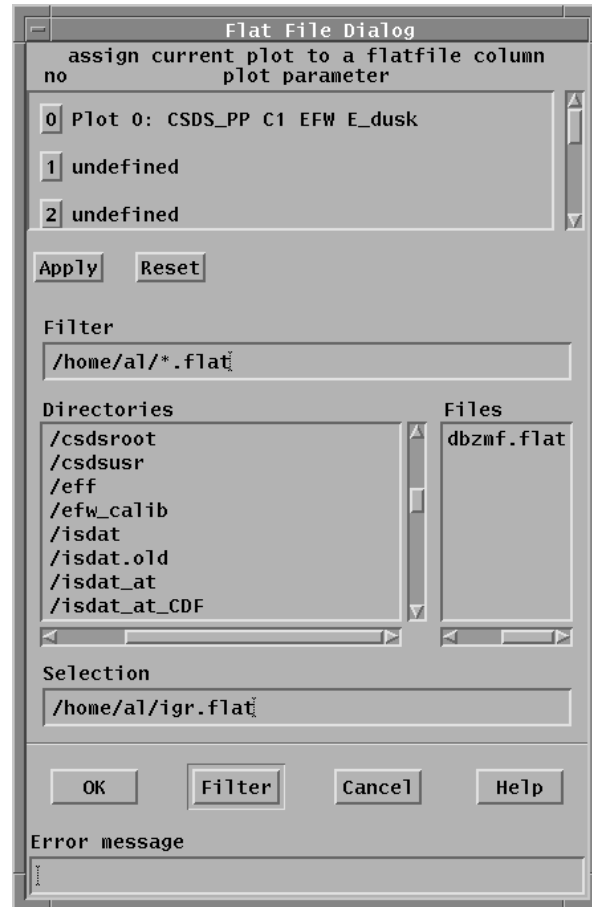 Flat File Dialog
assign current plot to a flatfile column
no plot parameter
0 Plot 0: CSDS_PP C1 EFW E_dusk
1 undefined
2 undefined
Apply Reset
Filter
/home/al/*.flat
Directories Files
/csdsroot dbzmf.flat
/csdsusr
/eff
/efw_calib
/isdat
/isdat.old
/isdat_at
/isdat_at_CDF
Selection
/home/al/igr.flat
OK Filter Cancel Help
Error message